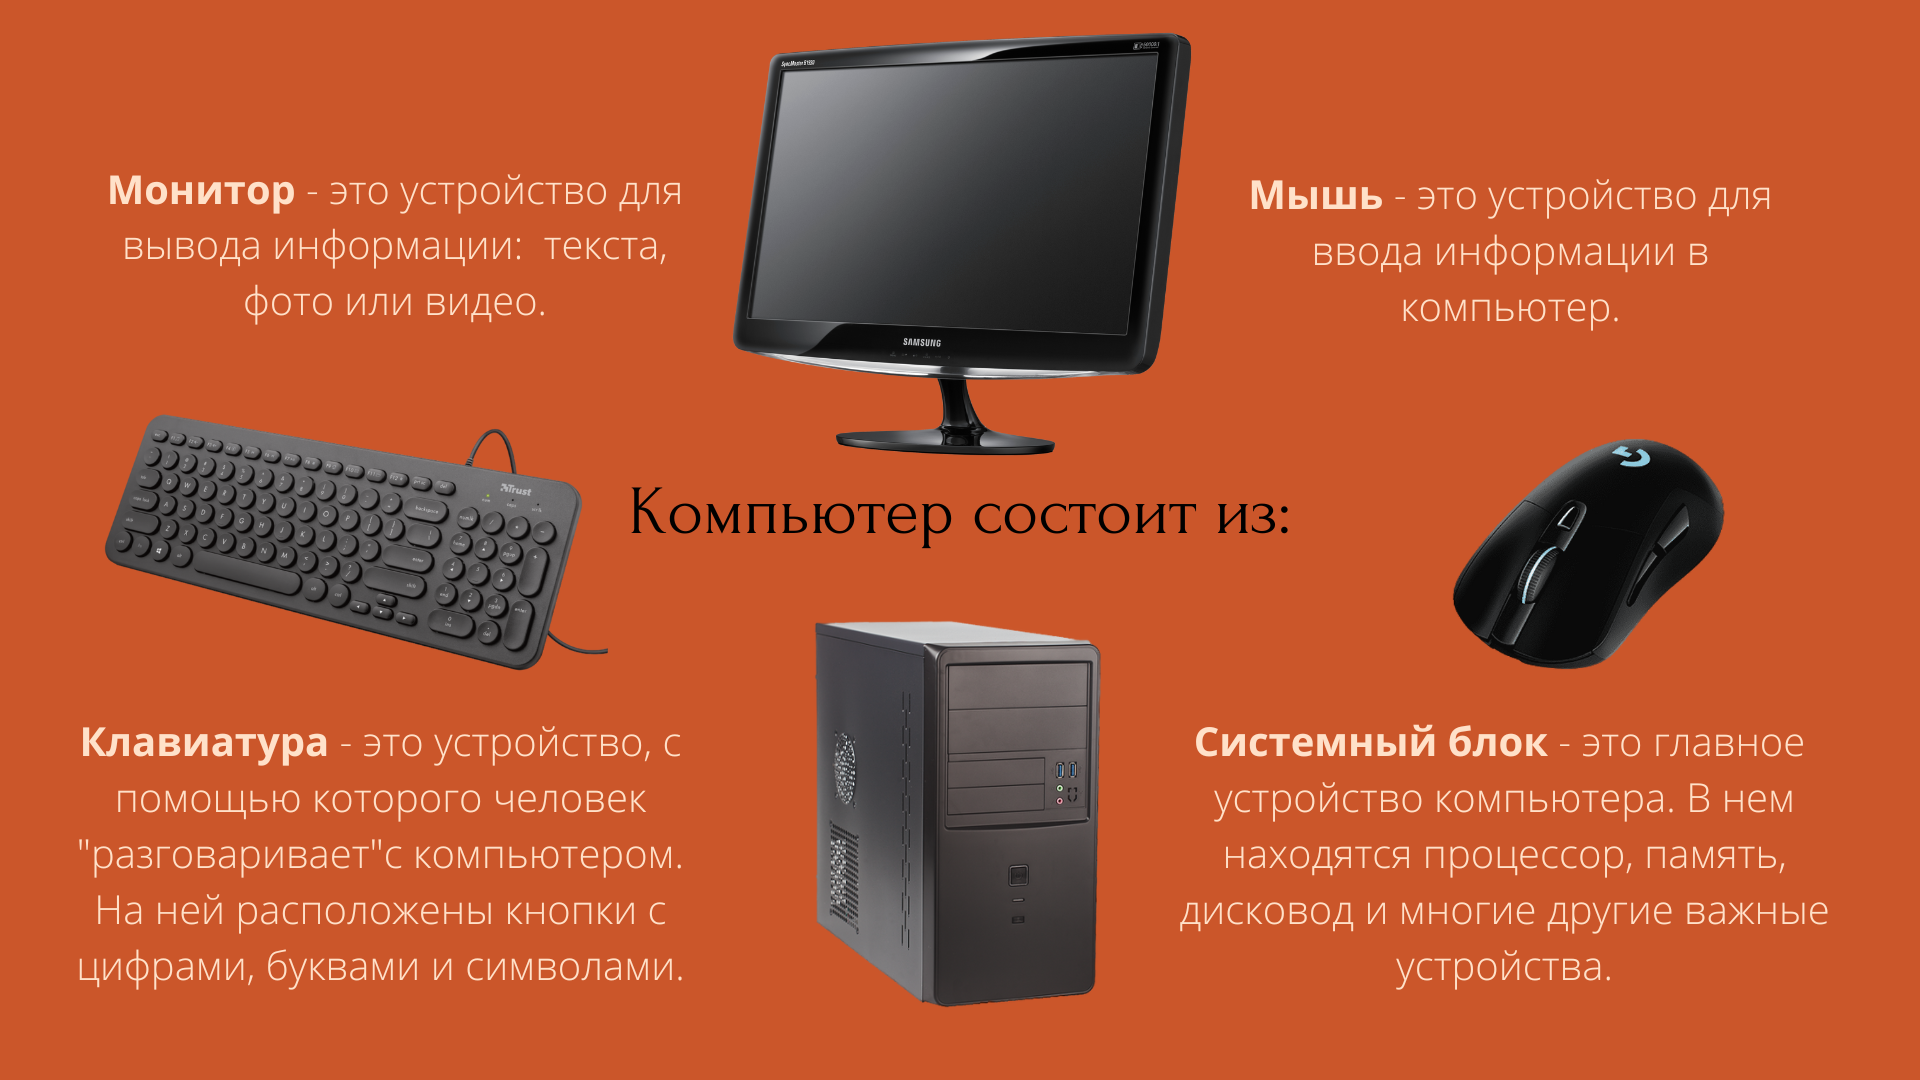 SyncMaster B1930
SAMSUNG
Монитор - это устройство для
вывода информации: текста,
фото или видео.
Мышь - это устройство для
ввода информации в
компьютер.
Trust
Компьютер состоит из:
Клавиатура - это устройство, с
помощью которого человек
"разговаривает"с компьютером.
На ней расположены кнопки с
цифрами, буквами и символами.
Системный блок - это главное
устройство компьютера. В нем
находятся процессор, память,
дисковод и многие другие важные
устройства.